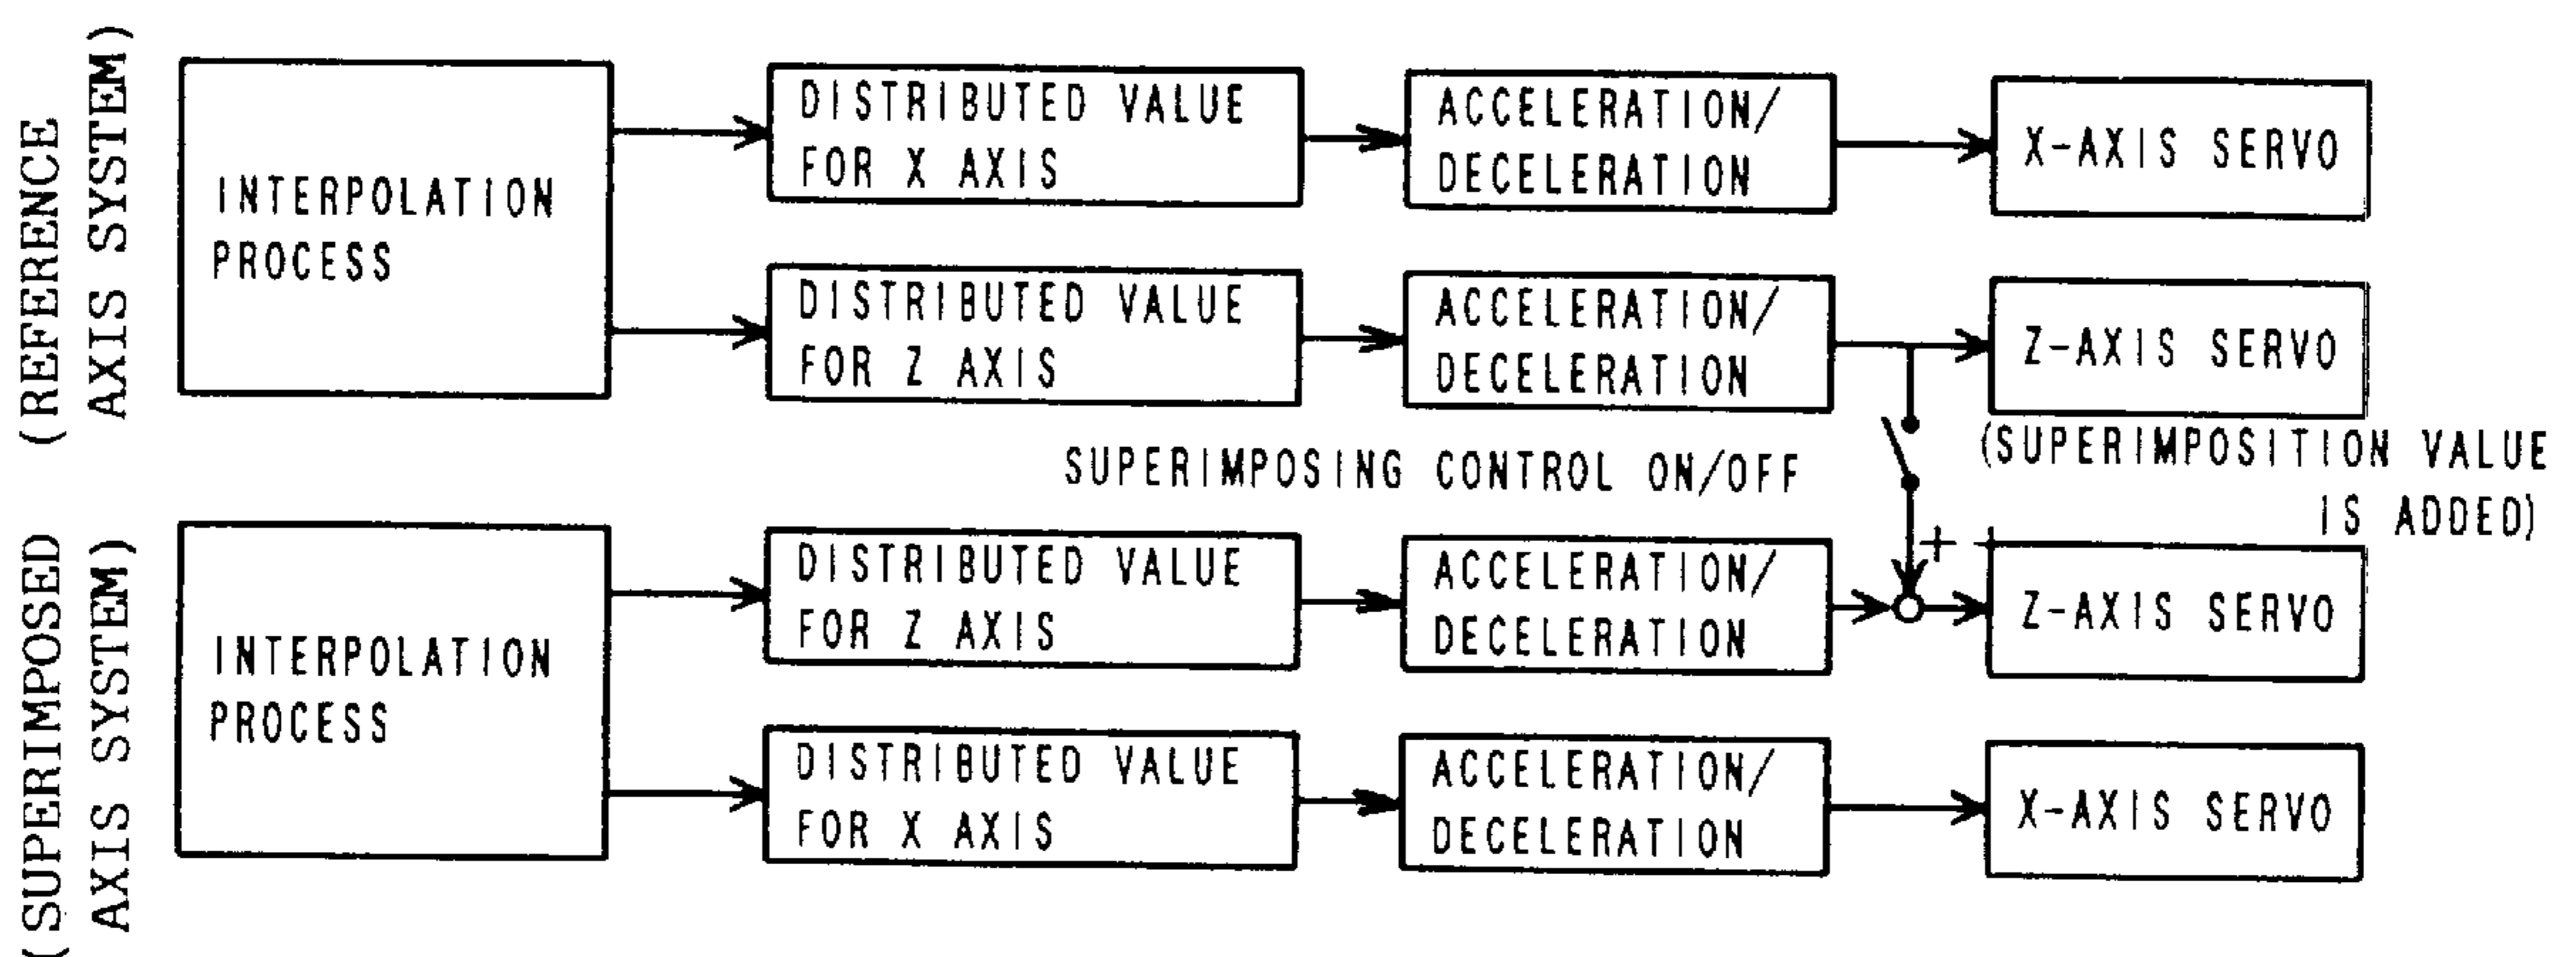 (REFERENCE
AXIS SYSTEM)
INTERPOLATION
PROCESS
DISTRIBUTED VALUE
FOR X AXIS
ACCELERATION/
DECELERATION
X-AXIS SERVO
DISTRIBUTED VALUE
FOR Z AXIS
ACCELERATION/
DECELERATION
Z-AXIS SERVO
SUPERIMPOSING CONTROL ON/OFF
(SUPERIMPOSITION VALUE
IS ADDED)
+
(SUPERIMPOSED
AXIS SYSTEM)
INTERPOLATION
PROCESS
DISTRIBUTED VALUE
FOR Z AXIS
ACCELERATION/
DECELERATION
Z-AXIS SERVO
DISTRIBUTED VALUE
FOR X AXIS
ACCELERATION/
DECELERATION
X-AXIS SERVO